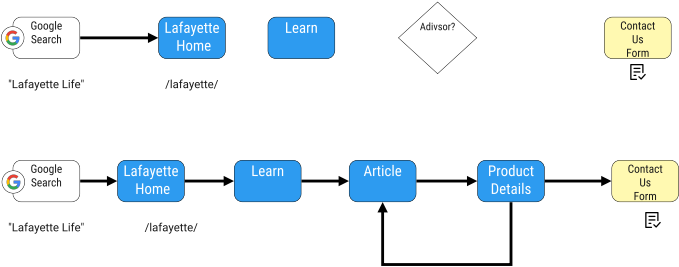 Google
Search
Lafayette
Home
Learn
Adivsor?
Contact
Us
Form
"Lafayette Life"
/lafayette/
Google
Search
Lafayette
Home
Learn
Article
Product
Details
Contact
Us
Form
"Lafayette Life"
/lafayette/